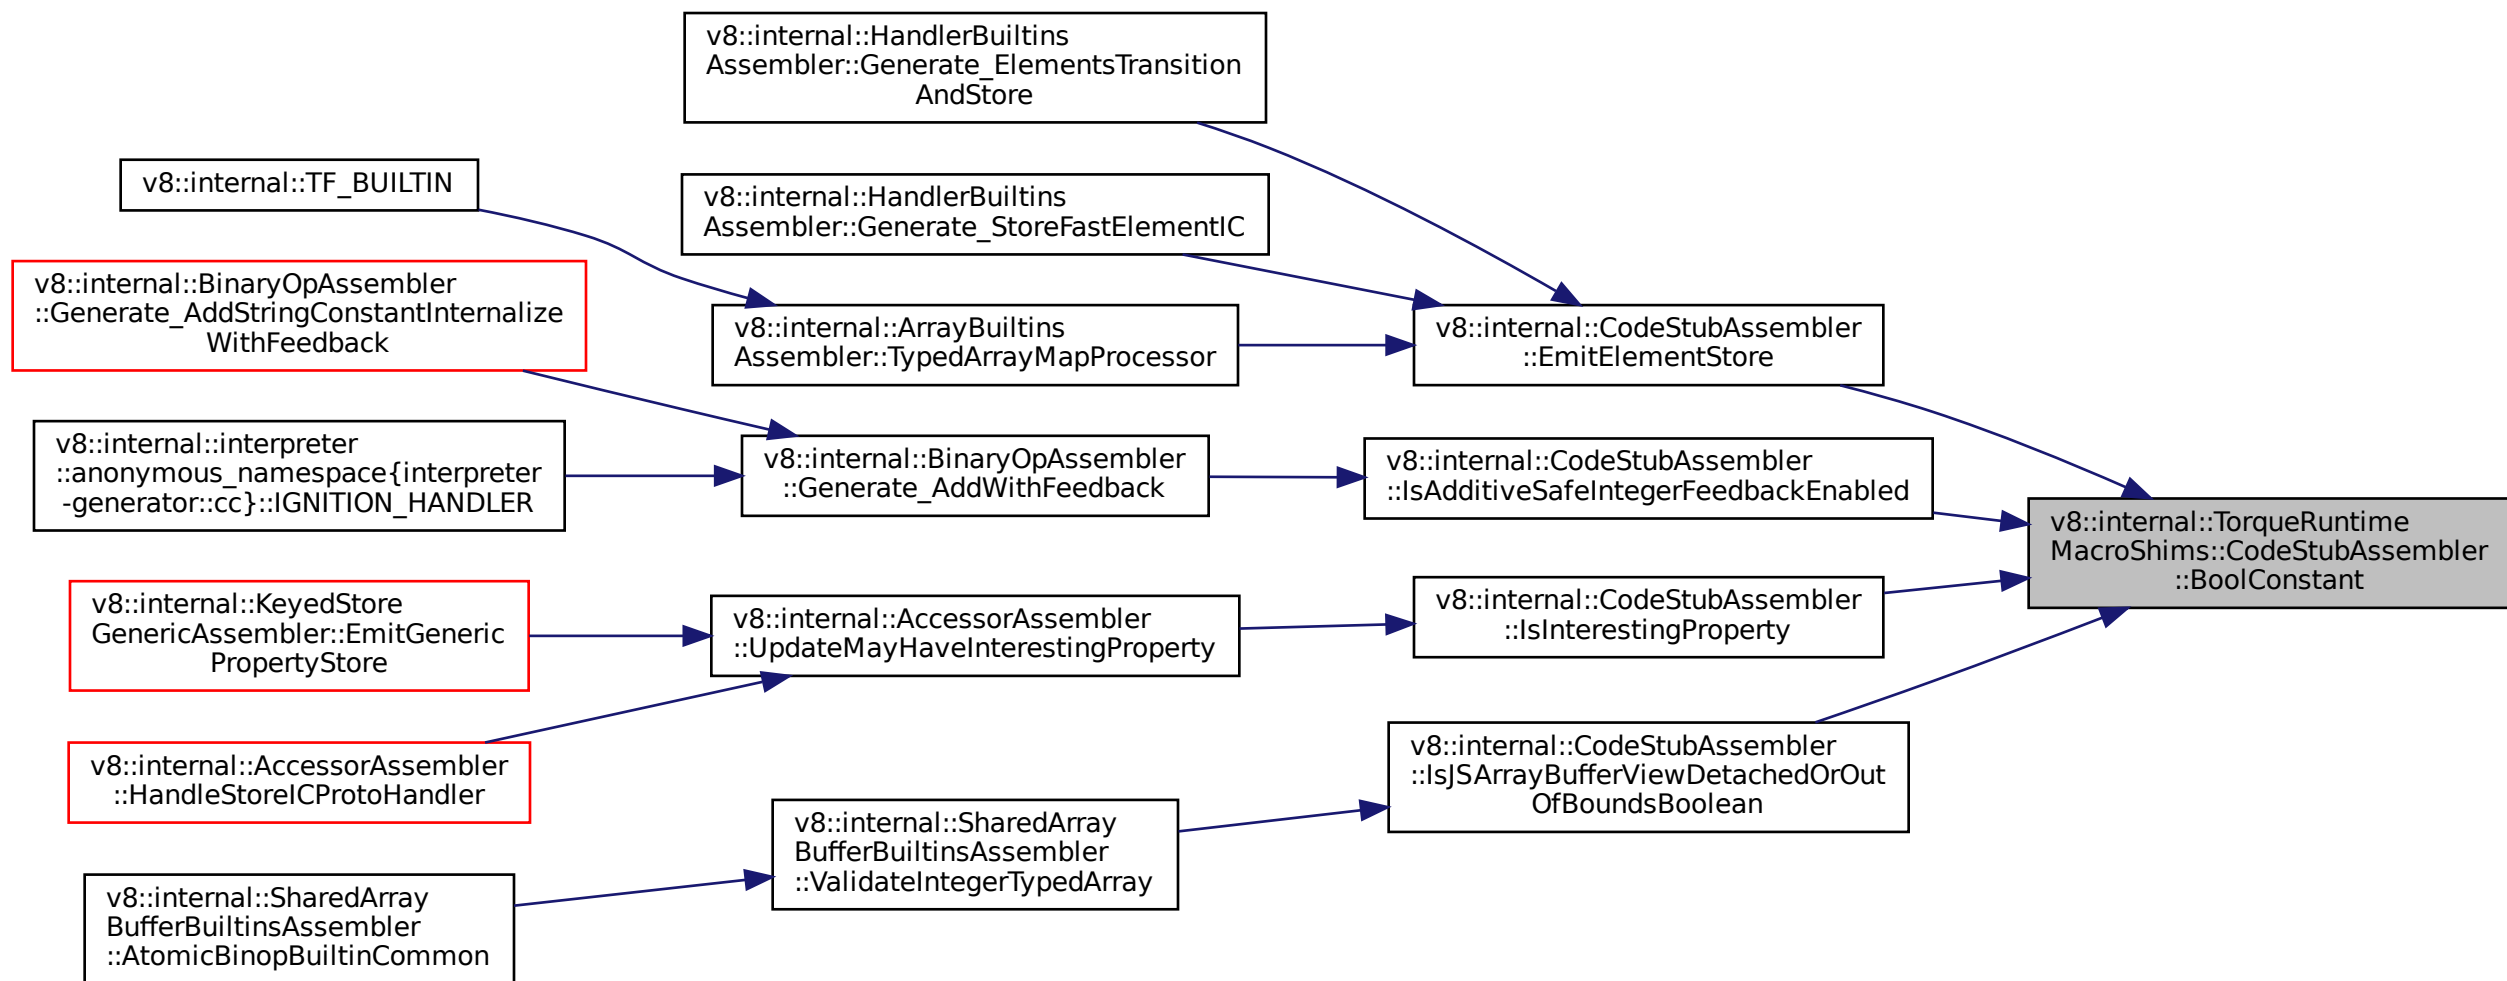 v8::internal::HandlerBuiltins
Assembler::Generate_ElementsTransition
AndStore
v8::internal::TF_BUILTIN
v8::internal::HandlerBuiltins
Assembler::Generate_StoreFastElementIC
v8::internal::BinaryOpAssembler
::Generate_AddStringConstantInternalize
WithFeedback
v8::internal::ArrayBuiltins
Assembler::TypedArrayMapProcessor
v8::internal::CodeStubAssembler
::EmitElementStore
v8::internal::interpreter
::anonymous_namespace{interpreter
-generator::cc}::IGNITION_HANDLER
v8::internal::BinaryOpAssembler
::Generate_AddWithFeedback
v8::internal::CodeStubAssembler
::IsAdditiveSafeIntegerFeedbackEnabled
v8::internal::TorqueRuntime
MacroShims::CodeStubAssembler
::BoolConstant
v8::internal::KeyedStore
GenericAssembler::EmitGeneric
PropertyStore
v8::internal::AccessorAssembler
::UpdateMayHaveInterestingProperty
v8::internal::CodeStubAssembler
::IsInterestingProperty
v8::internal::AccessorAssembler
::HandleStoreICProtoHandler
v8::internal::CodeStubAssembler
::IsJSArrayBufferViewDetachedOrOut
OfBoundsBoolean
v8::internal::SharedArray
BufferBuiltinsAssembler
::ValidateIntegerTypedArray
v8::internal::SharedArray
BufferBuiltinsAssembler
::AtomicBinopBuiltinCommon